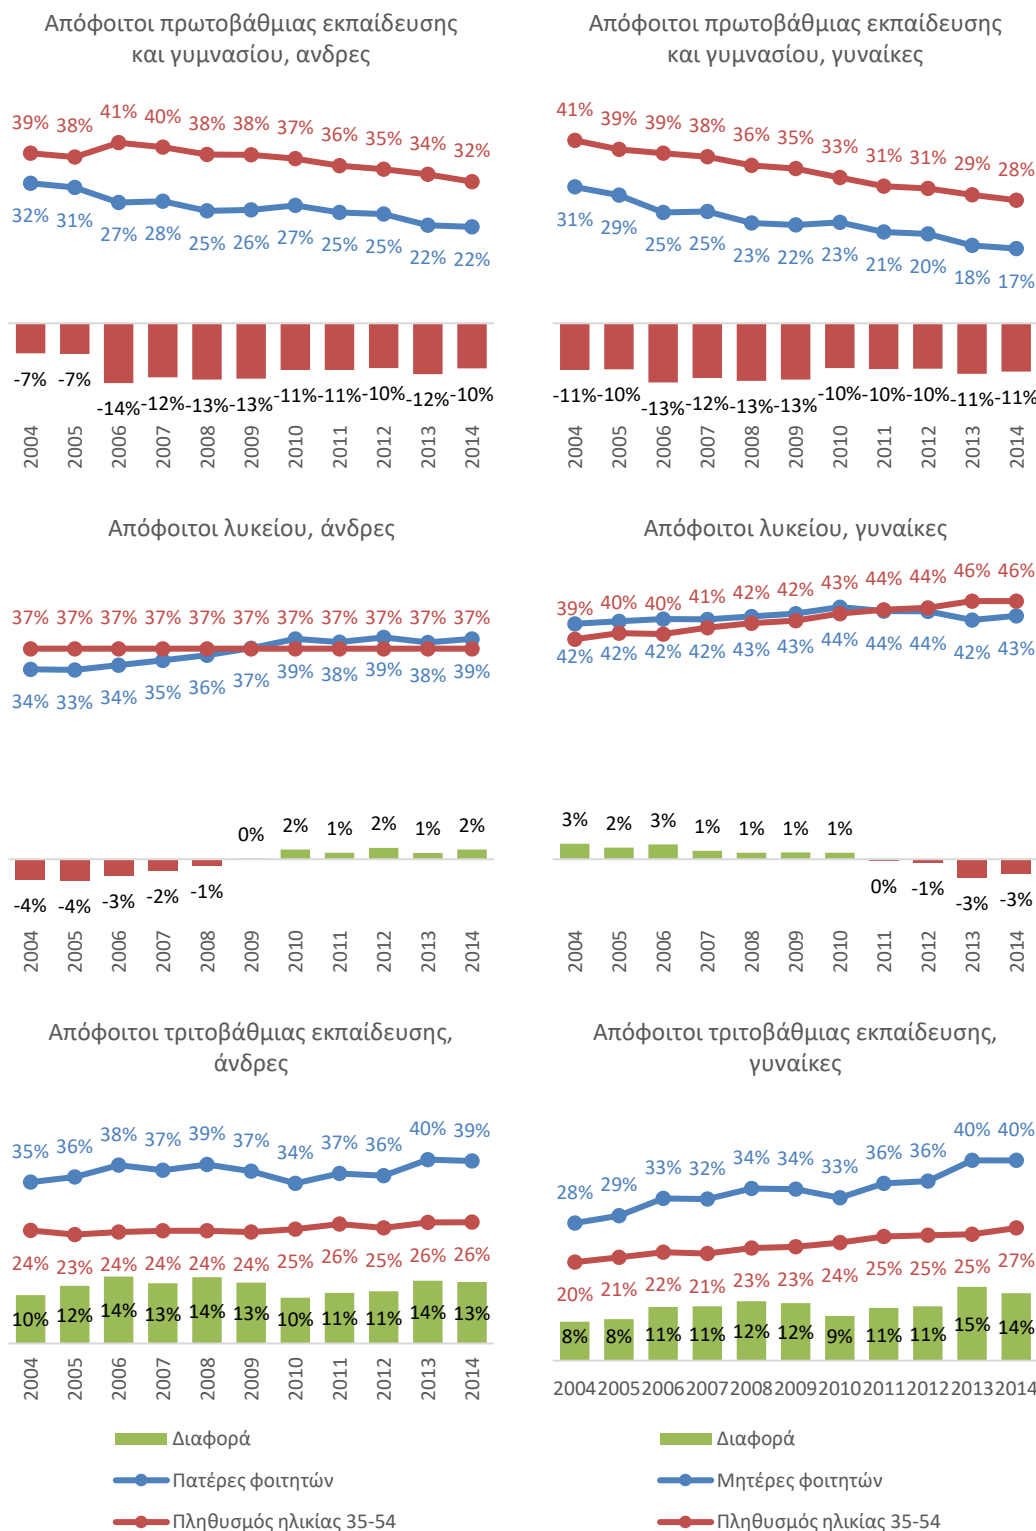 Απόφοιτοι πρωτοβάθμιας εκπαίδευσης
και γυμνασίου, ανδρες
39% 38% 41% 40% 38% 38% 37% 36% 35% 34% 32%
32% 31% 27% 28% 25% 26% 27% 25% 25% 22% 22%
-7% -7% -14% -12% -13% -13% -11% -11% -10% -12% -10%
2004 2005 2006 2007 2008 2009 2010 2011 2012 2013 2014
Απόφοιτοι πρωτοβάθμιας εκπαίδευσης
και γυμνασίου, γυναίκες
41% 39% 39% 38% 36% 35% 33% 31% 31% 29% 28%
31% 29% 25% 25% 23% 22% 23% 21% 20% 18% 17%
-11% -10% -13% -12% -13% -13% -10% -10% -10% -11% -11%
2004 2005 2006 2007 2008 2009 2010 2011 2012 2013 2014
Απόφοιτοι λυκείου, άνδρες
37% 37% 37% 37% 37% 37% 37% 37% 37% 37% 37%
34% 33% 34% 35% 36% 37% 39% 38% 39% 38% 39%
-4% -4% -3% -2% -1% 0% 2% 1% 2% 1% 2%
2004 2005 2006 2007 2008 2009 2010 2011 2012 2013 2014
Απόφοιτοι λυκείου, γυναίκες
39% 40% 40% 41% 42% 42% 43% 44% 44% 46% 46%
42% 42% 42% 42% 43% 43% 44% 44% 44% 42% 43%
3% 2% 3% 1% 1% 1% 1% 0% -1% -3% -3%
2004 2005 2006 2007 2008 2009 2010 2011 2012 2013 2014
Απόφοιτοι τριτοβάθμιας εκπαίδευσης,
άνδρες
35% 36% 38% 37% 39% 37% 34% 37% 36% 40% 39%
24% 23% 24% 24% 24% 24% 25% 26% 25% 26% 26%
10% 12% 14% 13% 14% 13% 10% 11% 11% 14% 13%
2004 2005 2006 2007 2008 2009 2010 2011 2012 2013 2014
Διαφορά
Πατέρες φοιτητών
Πληθυσμός ηλικίας 35-54
Απόφοιτοι τριτοβάθμιας εκπαίδευσης,
γυναίκες
28% 29% 33% 32% 34% 34% 33% 36% 36% 40% 40%
20% 21% 22% 21% 23% 23% 24% 25% 25% 25% 27%
8% 8% 11% 11% 12% 12% 9% 11% 11% 15% 14%
2004 2005 2006 2007 2008 2009 2010 2011 2012 2013 2014
Διαφορά
Μητέρες φοιτητών
Πληθυσμός ηλικίας 35-54